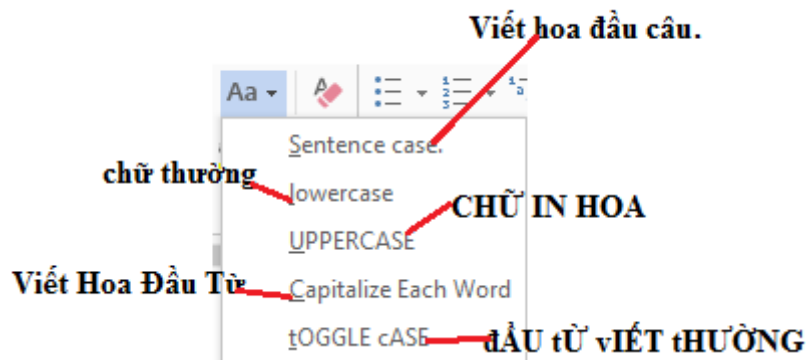 Viết hoa đầu câu.
Aa
Sentence case.
chữ thường
lowercase
CHỮ IN HOA
UPPERCASE
Viết Hoa Đầu Từ
Capitalize Each Word
tOGGLE cASE
đẦU tỪ vIẾT tHƯỜNG